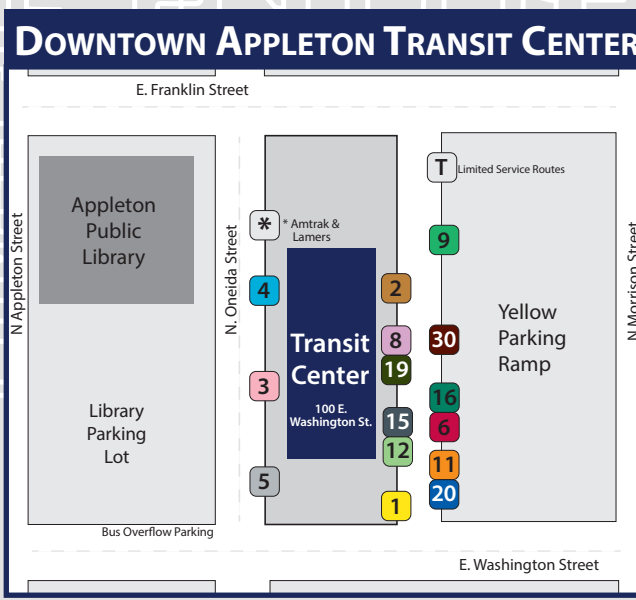 DOWNTOWN APPLETON TRANSIT CENTER
E. Franklin Street
N Appleton Street
Appleton
Public
Library
Library
Parking
Lot
Bus Overflow Parking
N. Oneida Street
*
* Amtrak &
Lamers
4
3
5
Transit
Center
100 E.
Washington St.
2
8
19
15
12
1
T
Limited Service Routes
9
30
16
6
11
20
Yellow
Parking
Ramp
N Morrison Street
E. Washington Street